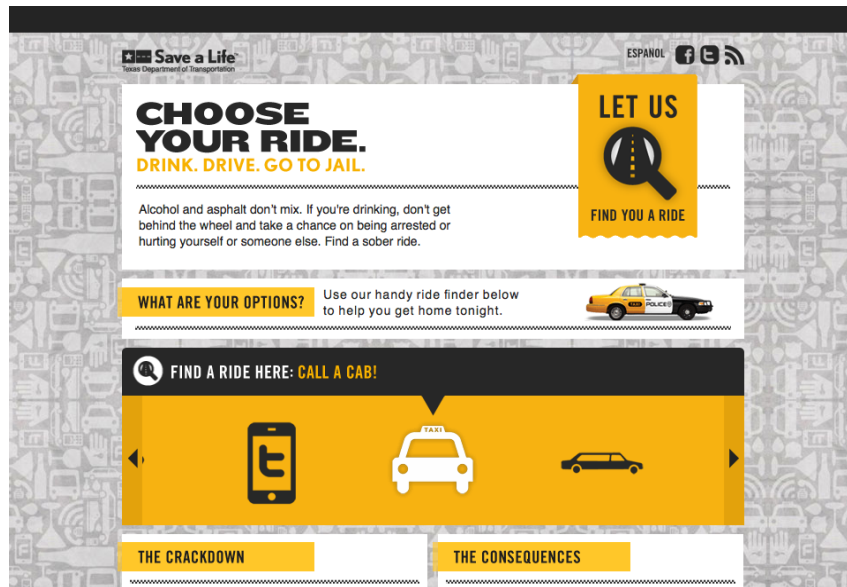 Save a Life
Texas Department of Transportation
ESPANOL
CHOOSE
YOUR RIDE.
DRINK. DRIVE. GO TO JAIL.
LET US
FIND YOU A RIDE
Alcohol and asphalt don't mix. If you're drinking, don't get
behind the wheel and take a chance on being arrested or
hurting yourself or someone else. Find a sober ride.
WHAT ARE YOUR OPTIONS?
Use our handy ride finder below
to help you get home tonight.
TAXI POLICE
FIND A RIDE HERE: CALL A CAB!
TAXI
THE CRACKDOWN
THE CONSEQUENCES